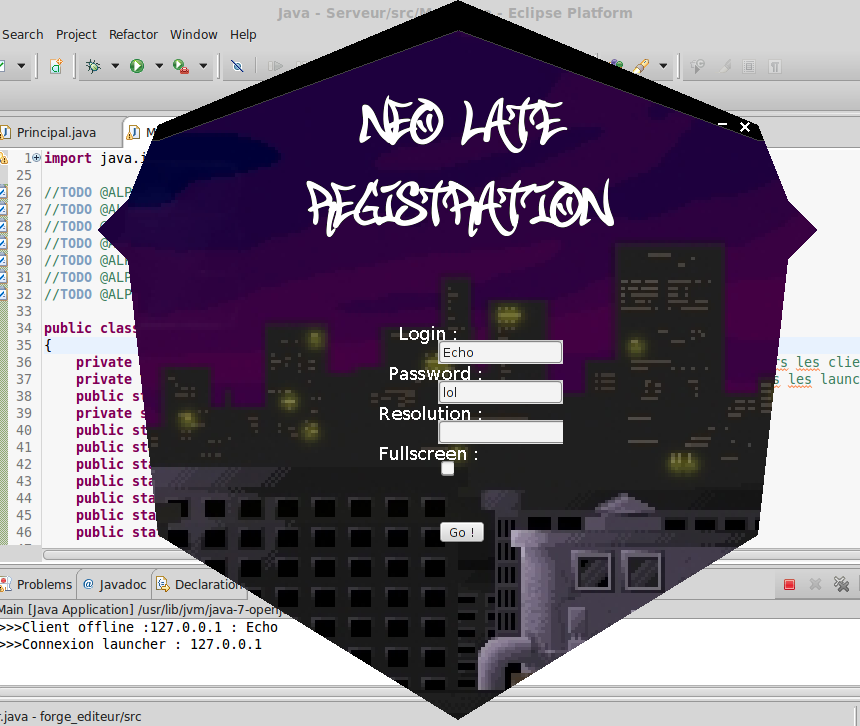 Java - Serveur/src/M - Eclipse Platform
Search Project Refactor Window Help
NEO LATE
REGISTRATION
Principal.java
M
1 import java.i
25
26 //TODO @ALP
27 //TODO @AL
28 //TODO @AL
29 //TODO @AL
30 //TODO @AL
31 //TODO @AL
32 //TODO @ALP
33
34 public class
35 {
36 private rs les clie
37 private s les launc
38 public st
39 private s
40 public st
41 public st
42 public sta
43 public sta
44 public sta
45 public sta
46 public sta
Login :
Echo
Password :
lol
Resolution :
Fullscreen :
Go !
Problems @ Javadoc Declaration
Main [Java Application] /usr/lib/jvm/java-7-openj
>>>Client offline :127.0.0.1 : Echo
>>>Connexion launcher : 127.0.0.1
r.java - forge_editeur/src